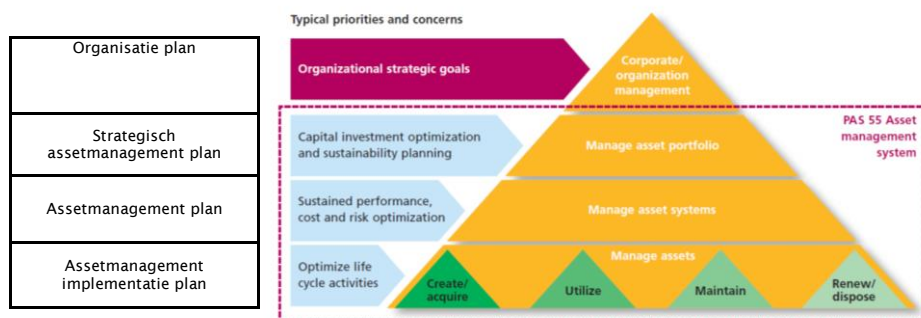 Organisatie plan
Strategisch
assetmanagement plan
Assetmanagement plan
Assetmanagement
implementatie plan
Typical priorities and concerns
Organizational strategic goals
Corporate/
organization
management
PAS 55 Asset
management
system
Capital investment optimization
and sustainability planning
Manage asset portfolio
Sustained performance,
cost and risk optimization
Manage asset systems
Optimize life
cycle activities
Manage assets
Create/
acquire
Utilize
Maintain
Renew/
dispose